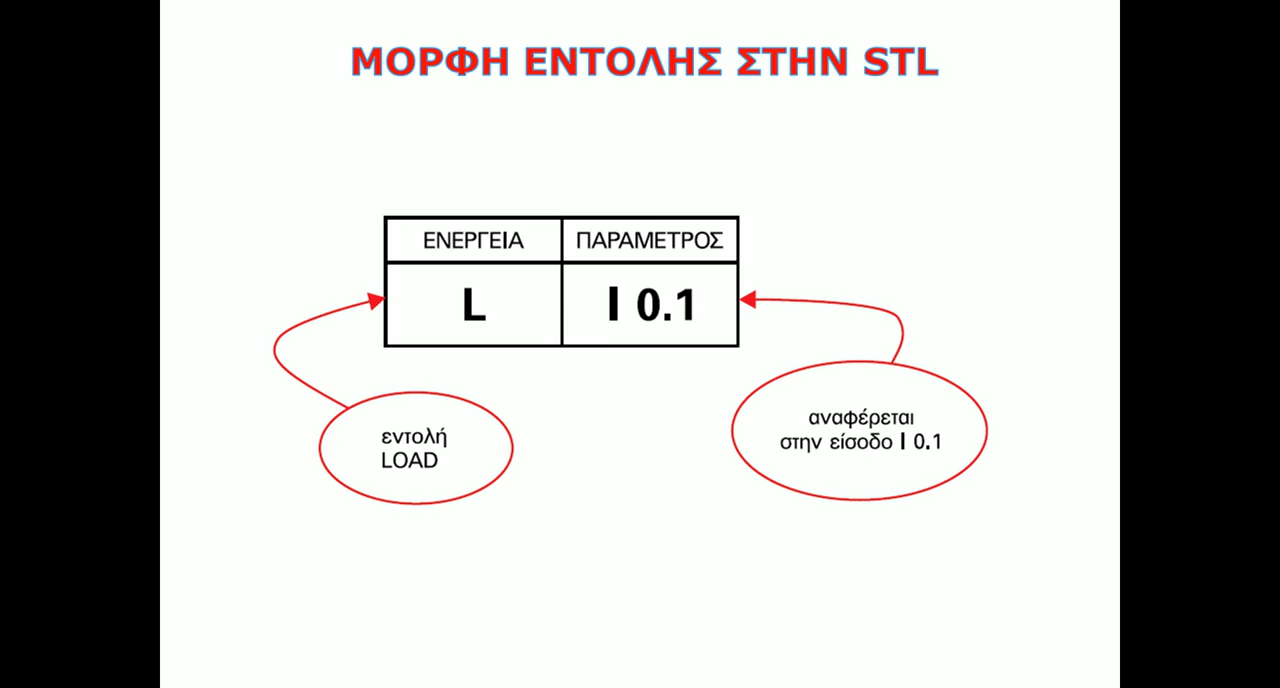 ΜΟΡΦΗ ΕΝΤΟΛΗΣ ΣΤΗΝ STL
ΕΝΕΡΓΕΙΑ ΠΑΡΑΜΕΤΡΟΣ
L I 0.1
εντολή
LOAD
αναφέρεται
στην είσοδο I 0.1